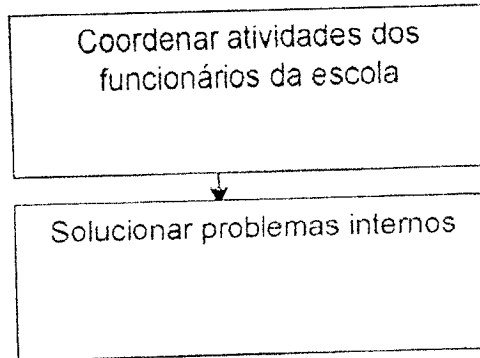 Coordenar atividades dos
funcionários da escola
Solucionar problemas internos